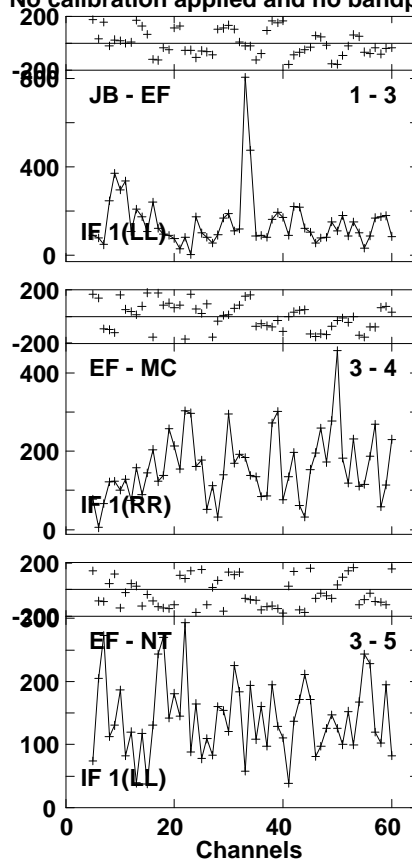 No calibration applied and no bandp
200
-200
800
JB - EF 1 - 3
400
IF 1(LL)
0
200
-200
EF - MC 3 - 4
400
200
IF 1(RR)
0
200
-200
300
EF - NT 3 - 5
200
100
IF 1(LL)
0
0 20 40 60
Channels